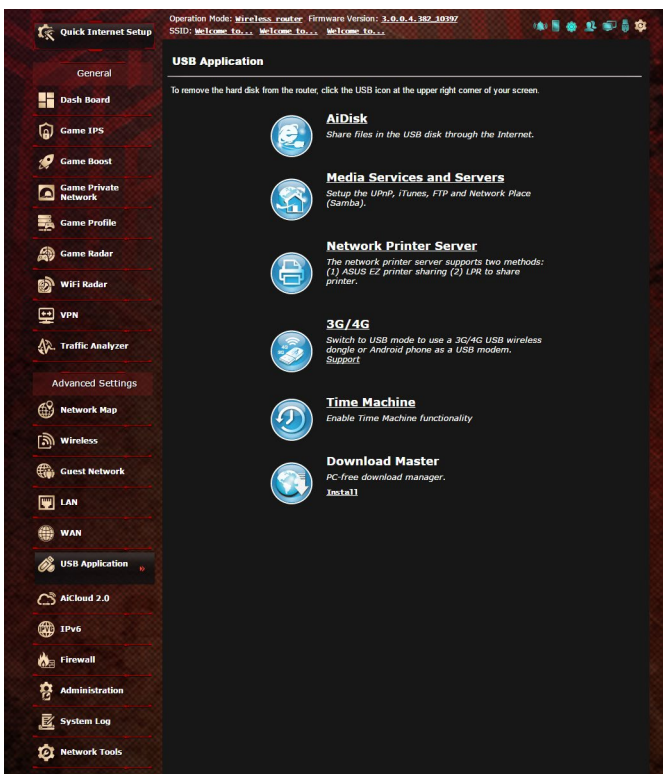 Quick Internet Setup
Operation Mode: Wireless router Firmware Version: 3.0.0.4.382_10397
SSID: Welcome to... Welcome to... Welcome to...
General
Dash Board
Game IPS
Game Boost
Game Private
Network
Game Profile
Game Radar
WiFi Radar
VPN
Traffic Analyzer
Advanced Settings
Network Map
Wireless
Guest Network
LAN
WAN
USB Application
AiCloud 2.0
IPv6
Firewall
Administration
System Log
Network Tools
USB Application
To remove the hard disk from the router, click the USB icon at the upper right corner of your screen.
AiDisk
Share files in the USB disk through the Internet.
Media Services and Servers
Setup the UPnP, iTunes, FTP and Network Place
(Samba).
Network Printer Server
The network printer server supports two methods:
(1) ASUS EZ printer sharing (2) LPR to share
printer.
3G/4G
Switch to USB mode to use a 3G/4G USB wireless
dongle or Android phone as a USB modem.
Support
Time Machine
Enable Time Machine functionality
Download Master
PC-free download manager.
Install